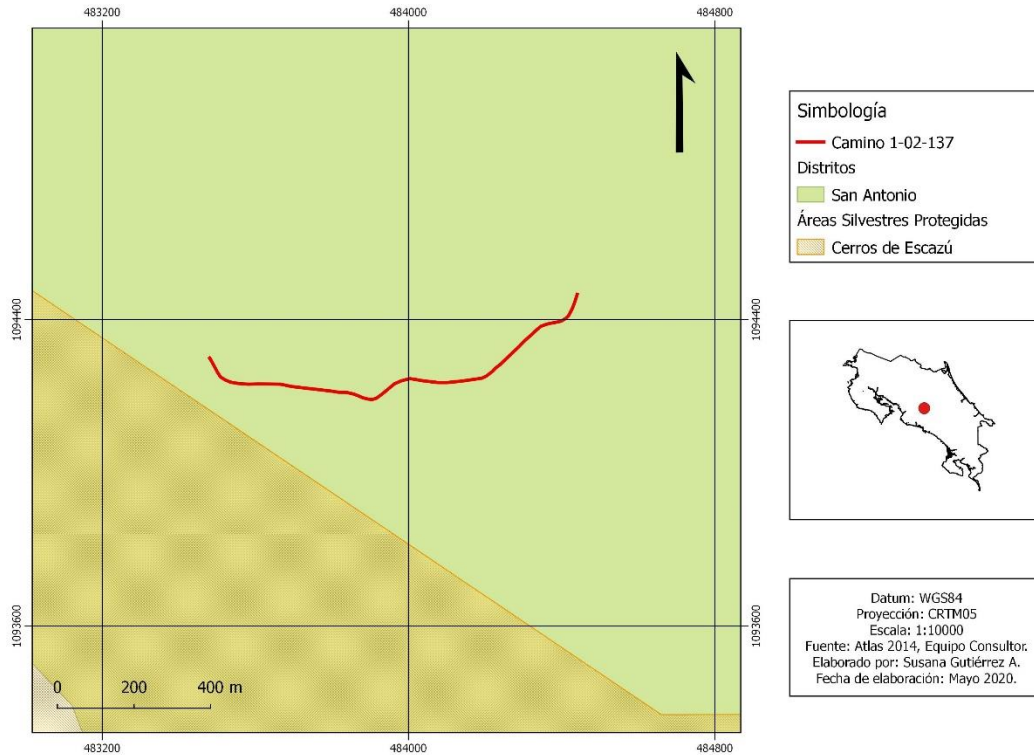 483200
484000
484800
1094400
1094400
1093600
1093600
0
200
400 m
483200
484000
484800
Simbología
Camino 1-02-137
Distritos
San Antonio
Áreas Silvestres Protegidas
Cerros de Escazú
Datum: WGS84
Proyección: CRTM05
Escala: 1:10000
Fuente: Atlas 2014, Equipo Consultor.
Elaborado por: Susana Gutiérrez A.
Fecha de elaboración: Mayo 2020.